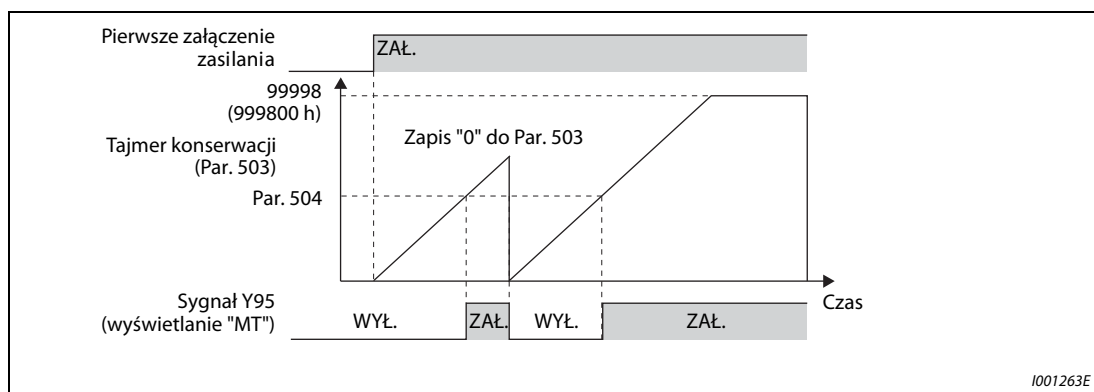 Pierwsze załączenie
zasilania
ZAŁ.
99998
(999800 h)
Tajmer konserwacji
(Par. 503)
Zapis "0" do Par. 503
Par. 504
Czas
Sygnał Y95
(wyświetlanie "MT")
WYŁ.
ZAŁ.
WYŁ.
ZAŁ.
I001263E